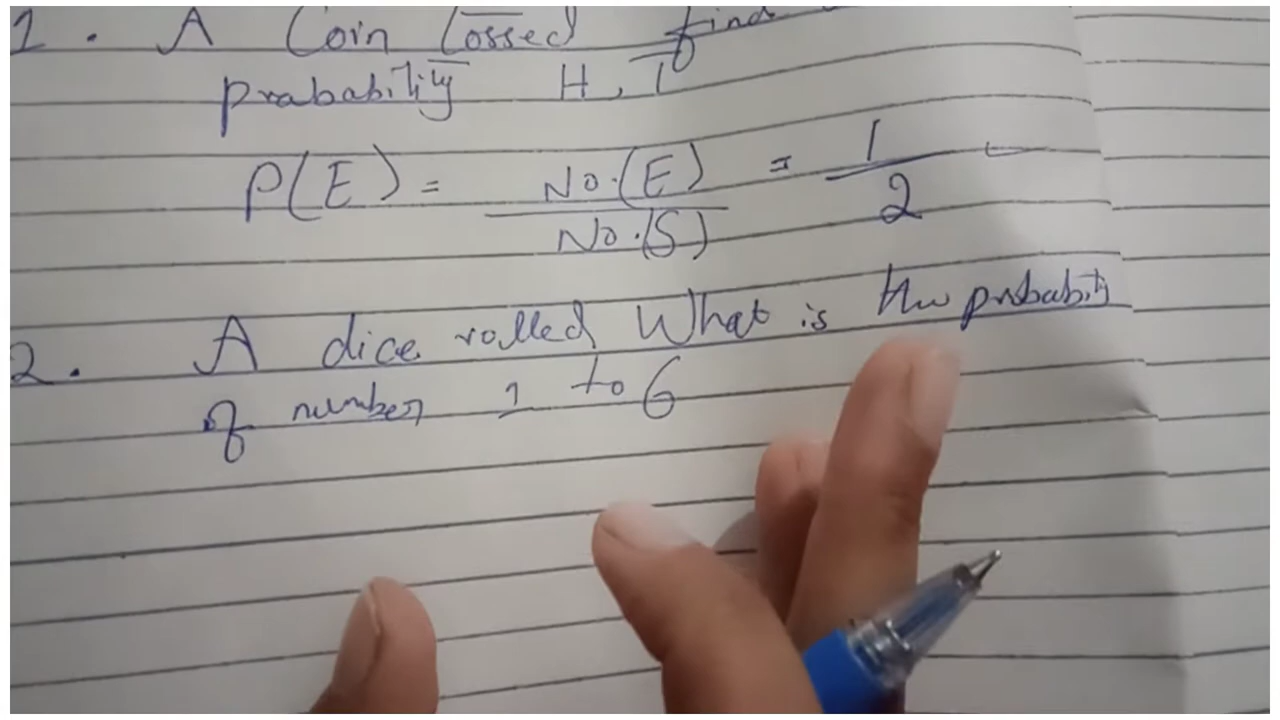 1. A Coin Tossed find
probability H, T
P(E) = No.(E) / No.(S) = 1 / 2
2. A dice rolled What is the probability
of number 1 to 6